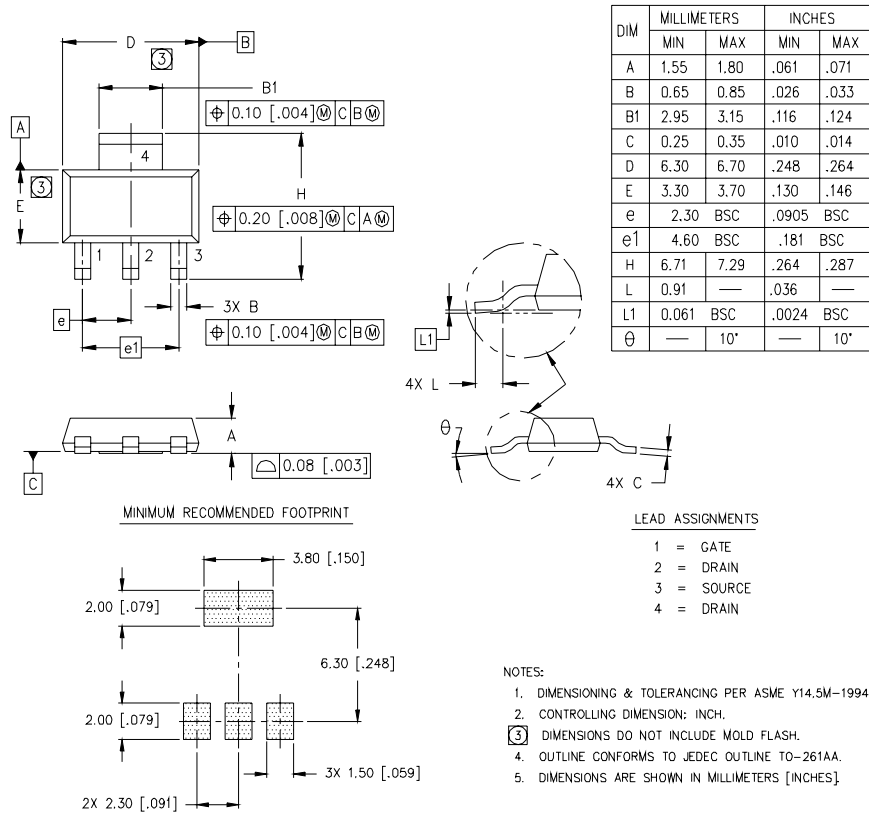 D
B
3
B1
⌖ 0.10 [.004]Ⓜ C BⓂ
A
4
3
E
H
⌖ 0.20 [.008]Ⓜ C AⓂ
1 2 3
3X B
e
⌖ 0.10 [.004]Ⓜ C BⓂ
e1
L1
4X L
DIM MILLIMETERS INCHES
MIN MAX MIN MAX
A 1.55 1.80 .061 .071
B 0.65 0.85 .026 .033
B1 2.95 3.15 .116 .124
C 0.25 0.35 .010 .014
D 6.30 6.70 .248 .264
E 3.30 3.70 .130 .146
e 2.30 BSC .0905 BSC
e1 4.60 BSC .181 BSC
H 6.71 7.29 .264 .287
L 0.91 — .036 —
L1 0.061 BSC .0024 BSC
θ — 10° — 10°
A
C
⌓ 0.08 [.003]
θ
4X C
MINIMUM RECOMMENDED FOOTPRINT
3.80 [.150]
2.00 [.079]
6.30 [.248]
2.00 [.079]
3X 1.50 [.059]
2X 2.30 [.091]
LEAD ASSIGNMENTS
1 = GATE
2 = DRAIN
3 = SOURCE
4 = DRAIN
NOTES:
1. DIMENSIONING & TOLERANCING PER ASME Y14.5M-1994
2. CONTROLLING DIMENSION: INCH.
3 DIMENSIONS DO NOT INCLUDE MOLD FLASH.
4. OUTLINE CONFORMS TO JEDEC OUTLINE TO-261AA.
5. DIMENSIONS ARE SHOWN IN MILLIMETERS [INCHES]